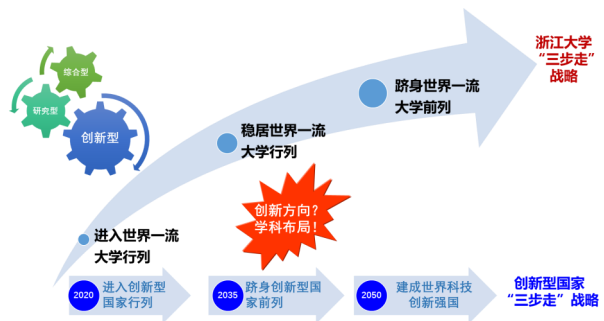 浙江大学
“三步走”
战略
综合型
研究型
创新型
跻身世界一流
大学前列
稳居世界一流
大学行列
创新方向?
学科布局!
进入世界一流
大学行列
2020
进入创新型
国家行列
2035
跻身创新型国
家前列
2050
建成世界科技
创新强国
创新型国家
“三步走”战略